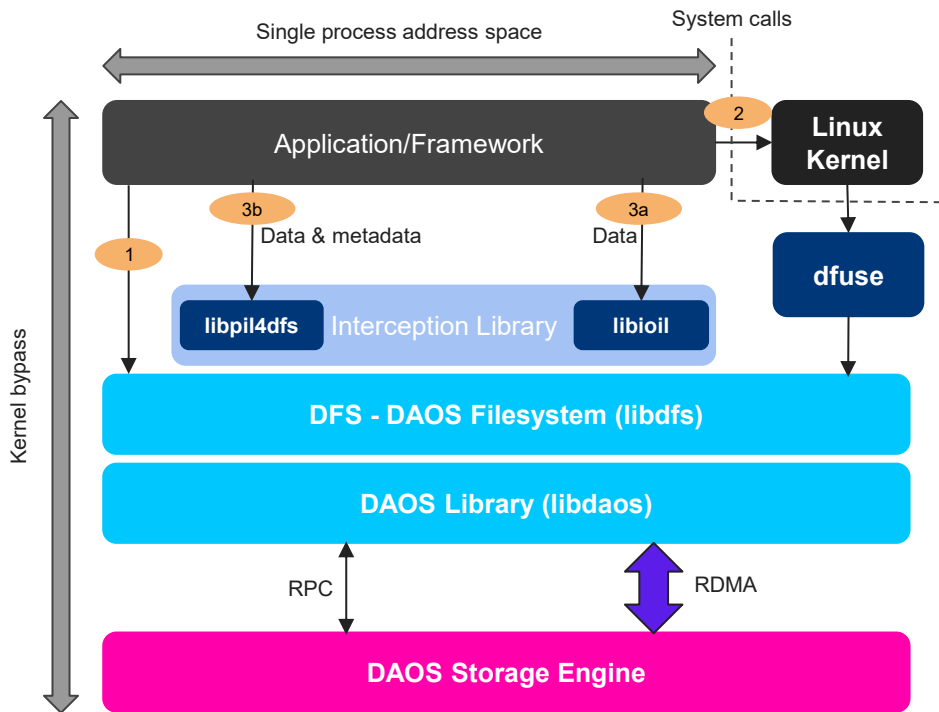 System calls
Single process address space
2
Application/Framework
Linux
Kernel
3b
3a
Data & metadata
Data
1
dfuse
libpil4dfs
Interception Library
libioil
Kernel bypass
DFS - DAOS Filesystem (libdfs)
DAOS Library (libdaos)
RPC
RDMA
DAOS Storage Engine